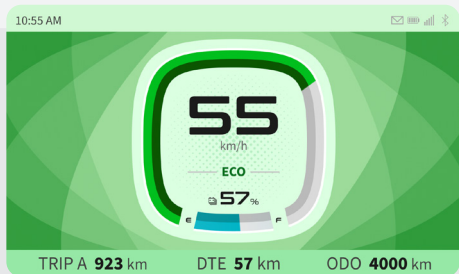 10:55 AM
55
km/h
ECO
57%
E F
TRIP A 923 km DTE 57 km ODO 4000 km